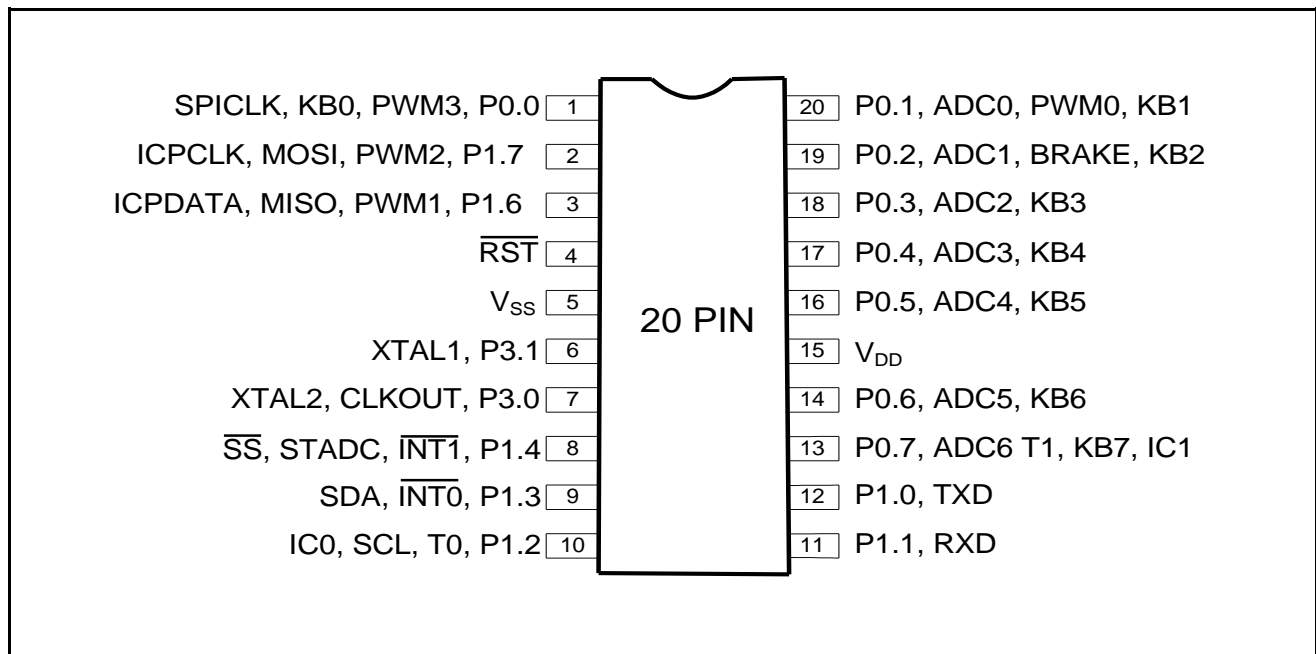 SPICLK, KB0, PWM3, P0.0 1
ICPCLK, MOSI, PWM2, P1.7 2
ICPDATA, MISO, PWM1, P1.6 3
R̅S̅T̅ 4
VSS 5
XTAL1, P3.1 6
XTAL2, CLKOUT, P3.0 7
S̅S̅, STADC, I̅N̅T̅1̅, P1.4 8
SDA, I̅N̅T̅0̅, P1.3 9
IC0, SCL, T0, P1.2 10
20 PIN
20 P0.1, ADC0, PWM0, KB1
19 P0.2, ADC1, BRAKE, KB2
18 P0.3, ADC2, KB3
17 P0.4, ADC3, KB4
16 P0.5, ADC4, KB5
15 VDD
14 P0.6, ADC5, KB6
13 P0.7, ADC6 T1, KB7, IC1
12 P1.0, TXD
11 P1.1, RXD